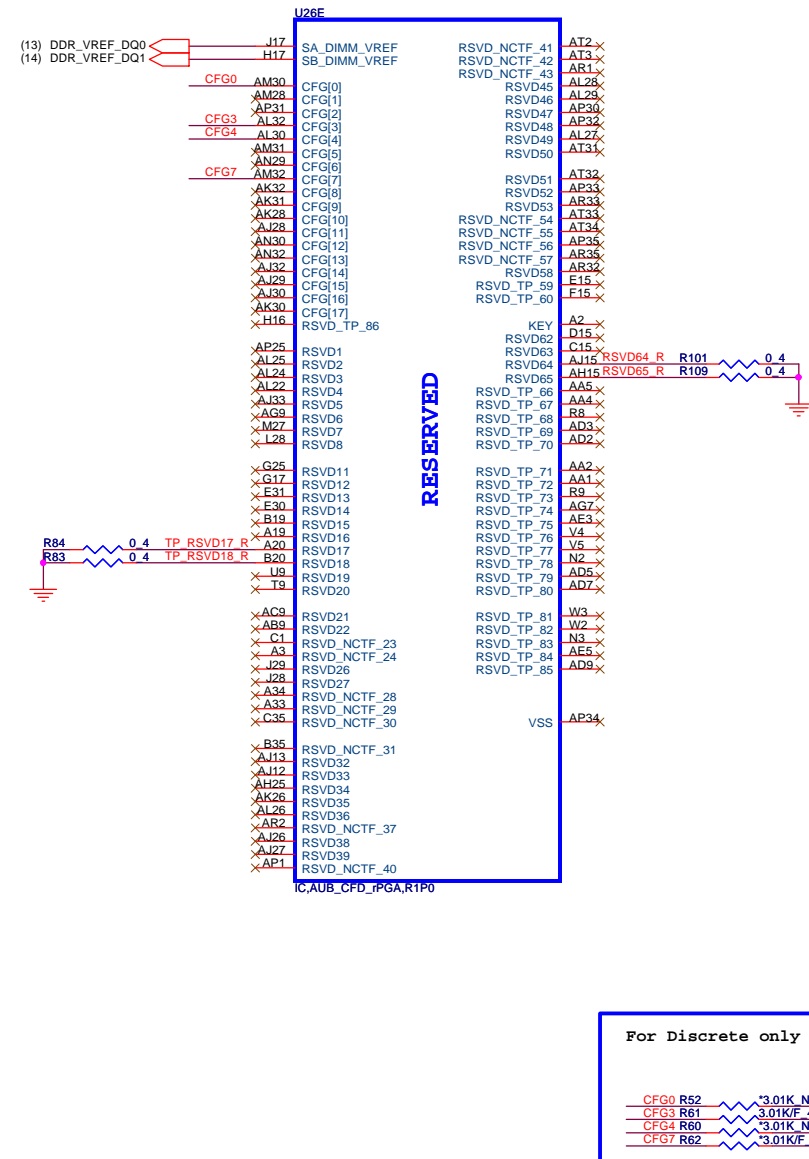 U26E
(13) DDR_VREF_DQ0 J17 SA_DIMM_VREF RSVD_NCTF_41 AT2
(14) DDR_VREF_DQ1 H17 SB_DIMM_VREF RSVD_NCTF_42 AT3
RSVD_NCTF_43 AR1
CFG0 AM30 CFG[0] RSVD45 AL28
AM28 CFG[1] RSVD46 AL29
AP31 CFG[2] RSVD47 AP30
CFG3 AL32 CFG[3] RSVD48 AP32
CFG4 AL30 CFG[4] RSVD49 AL27
AM31 CFG[5] RSVD50 AT31
AN29 CFG[6]
CFG7 AM32 CFG[7] RSVD51 AT32
AK32 CFG[8] RSVD52 AP33
AK31 CFG[9] RSVD53 AR33
AK28 CFG[10] RSVD_NCTF_54 AT33
AJ28 CFG[11] RSVD_NCTF_55 AT34
AN30 CFG[12] RSVD_NCTF_56 AP35
AN32 CFG[13] RSVD_NCTF_57 AR35
AJ32 CFG[14] RSVD58 AR32
AJ29 CFG[15] RSVD_TP_59 E15
AJ30 CFG[16] RSVD_TP_60 F15
AK30 CFG[17]
H16 RSVD_TP_86 KEY A2
RSVD62 D15
AP25 RSVD1 RSVD63 C15
AL25 RSVD2 RSVD64 AJ15 RSVD64_R R101 0_4
AL24 RSVD3 RSVD65 AH15 RSVD65_R R109 0_4
AL22 RSVD4 RSVD_TP_66 AA5
AJ33 RSVD5 RSVD_TP_67 AA4
AG9 RSVD6 RSVD_TP_68 R8
M27 RSVD7 RSVD_TP_69 AD3
L28 RSVD8 RSVD_TP_70 AD2
RESERVED
G25 RSVD11 RSVD_TP_71 AA2
G17 RSVD12 RSVD_TP_72 AA1
E31 RSVD13 RSVD_TP_73 R9
E30 RSVD14 RSVD_TP_74 AG7
B19 RSVD15 RSVD_TP_75 AE3
A19 RSVD16 RSVD_TP_76 V4
R84 0_4 TP_RSVD17_R A20 RSVD17 RSVD_TP_77 V5
R83 0_4 TP_RSVD18_R B20 RSVD18 RSVD_TP_78 N2
U9 RSVD19 RSVD_TP_79 AD5
T9 RSVD20 RSVD_TP_80 AD7
AC9 RSVD21 RSVD_TP_81 W3
AB9 RSVD22 RSVD_TP_82 W2
C1 RSVD_NCTF_23 RSVD_TP_83 N3
A3 RSVD_NCTF_24 RSVD_TP_84 AE5
J29 RSVD26 RSVD_TP_85 AD9
J28 RSVD27
A34 RSVD_NCTF_28
A33 RSVD_NCTF_29
C35 RSVD_NCTF_30 VSS AP34
B35 RSVD_NCTF_31
AJ13 RSVD32
AJ12 RSVD33
AH25 RSVD34
AK26 RSVD35
AL26 RSVD36
AR2 RSVD_NCTF_37
AJ26 RSVD38
AJ27 RSVD39
AP1 RSVD_NCTF_40
IC,AUB_CFD_rPGA,R1P0
For Discrete only
CFG0 R52 *3.01K_N
CFG3 R61 3.01K/F_
CFG4 R60 *3.01K_N
CFG7 R62 *3.01K/F_